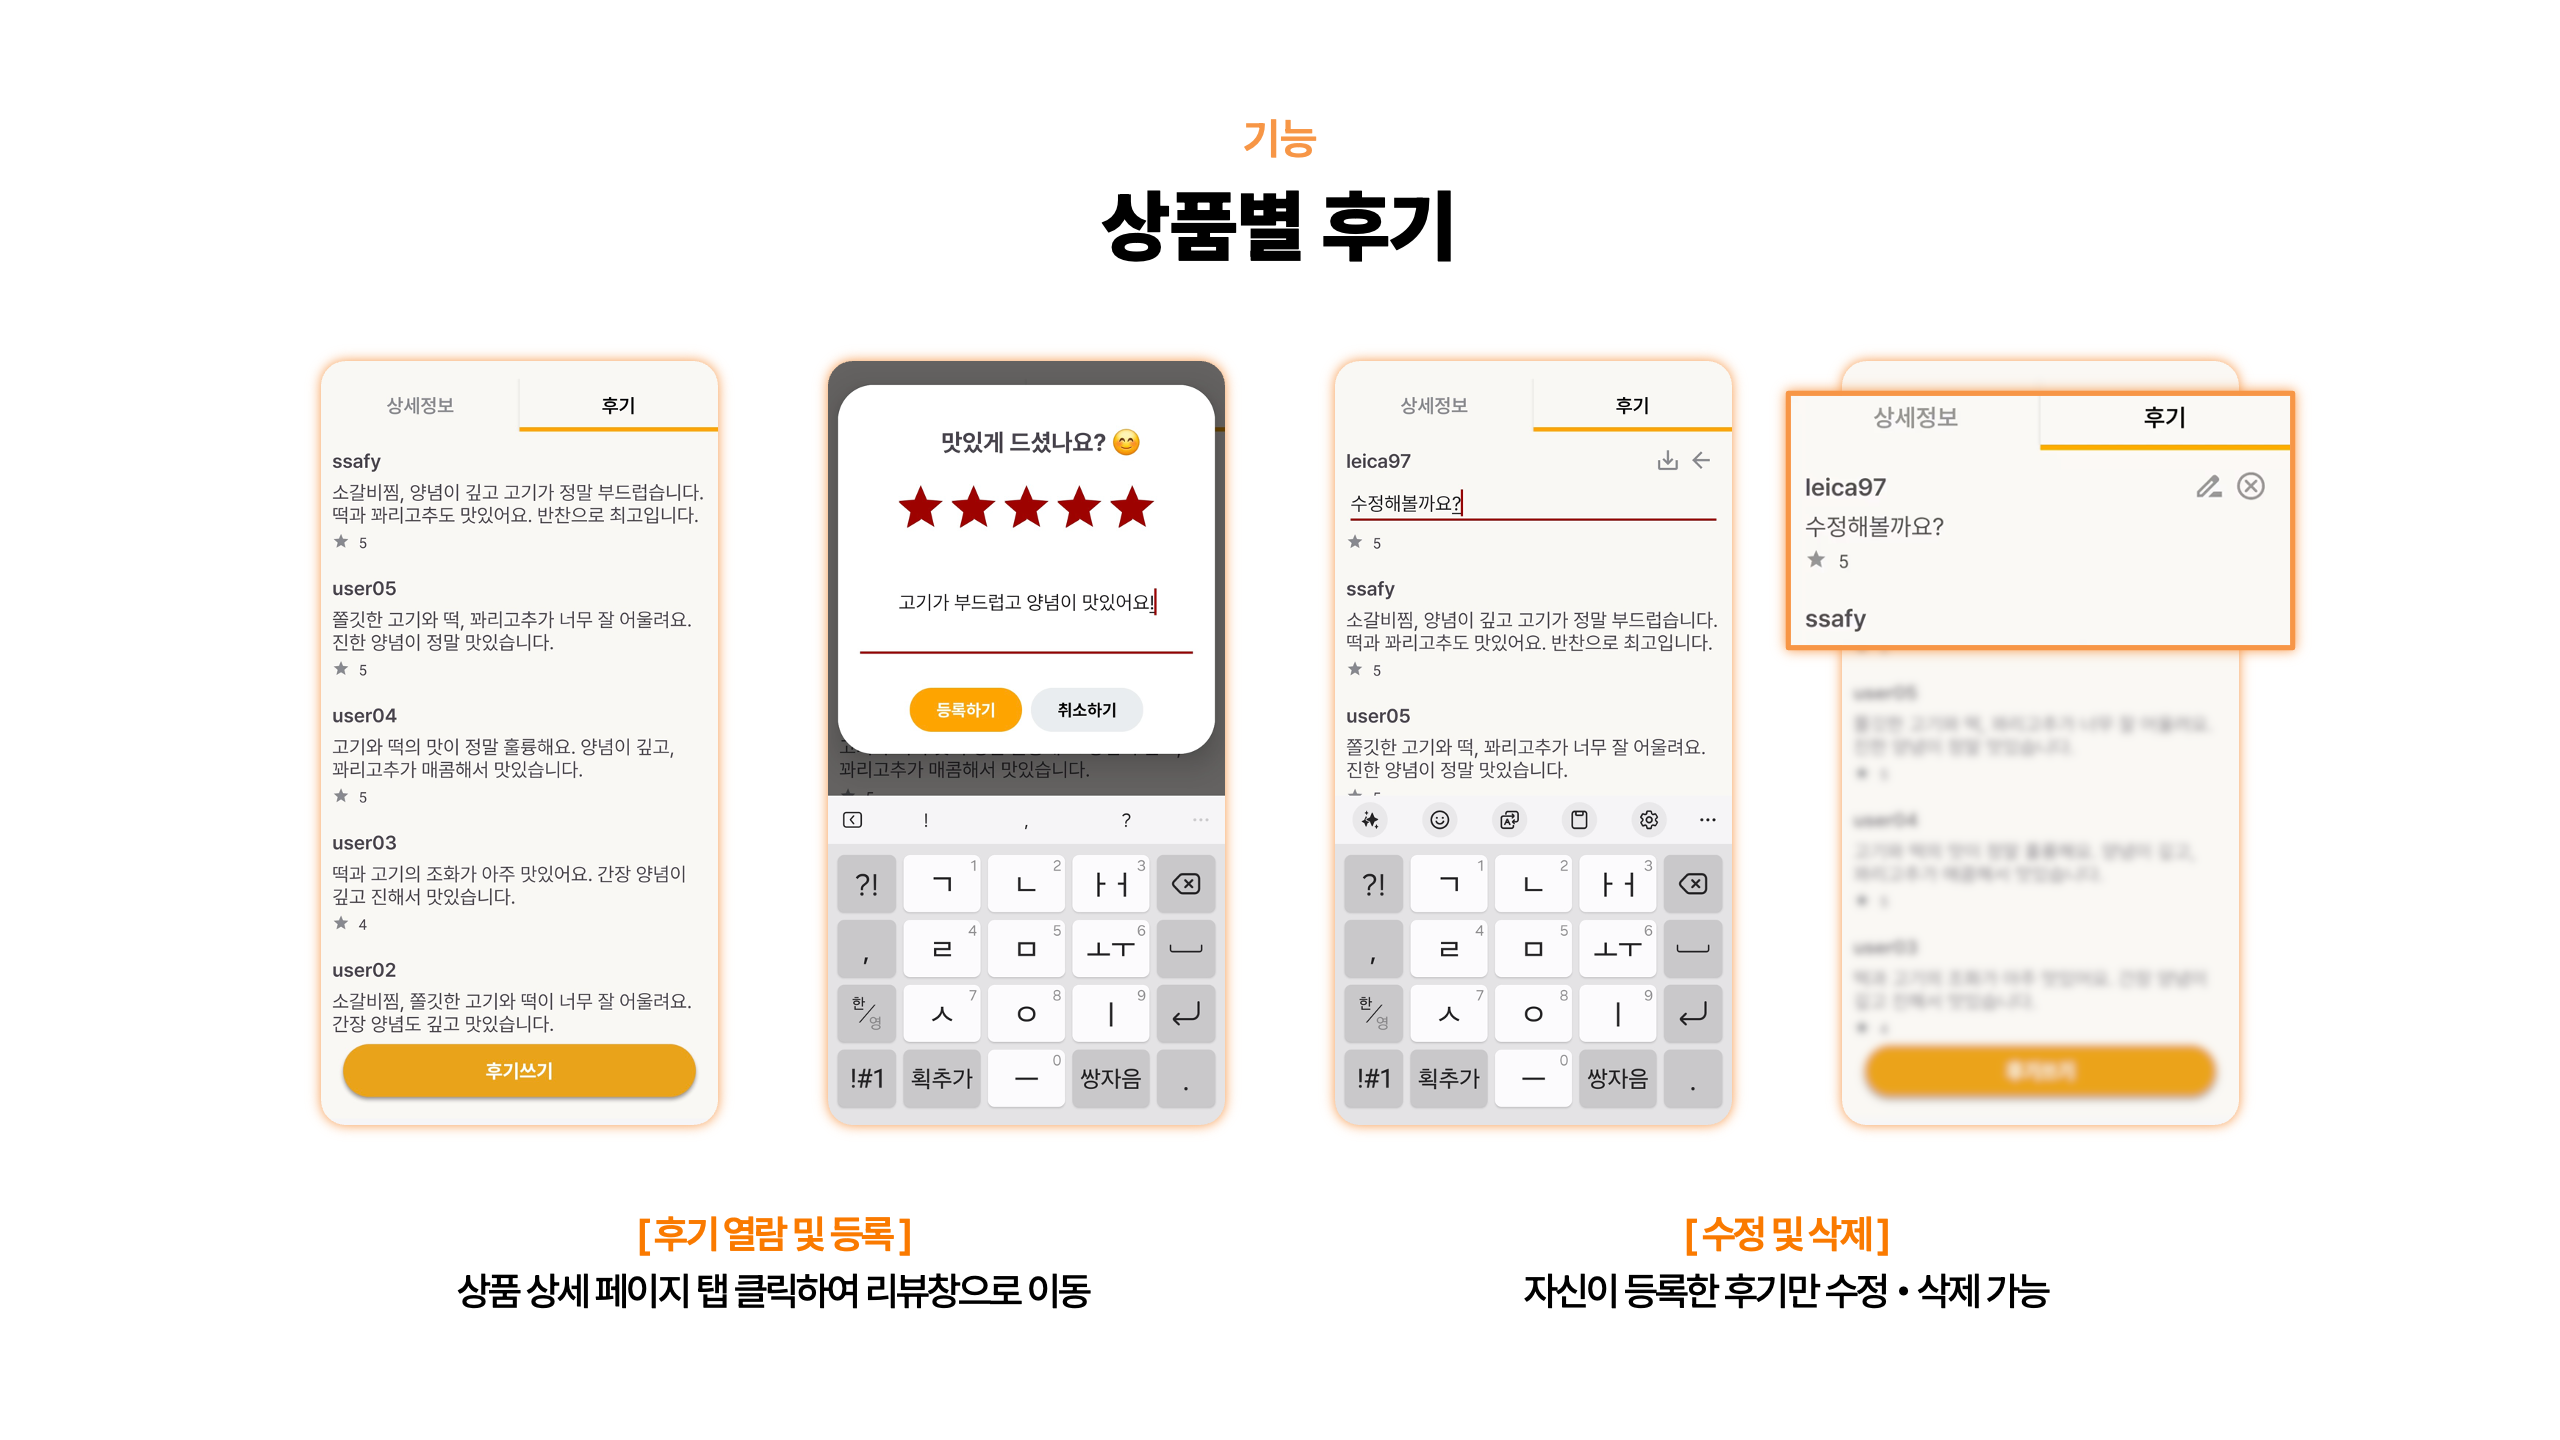 기능
상품별 후기
상세정보
후기
ssafy
소갈비찜, 양념이 깊고 고기가 정말 부드럽습니다.
떡과 꽈리고추도 맛있어요. 반찬으로 최고입니다.
5
user05
쫄깃한 고기와 떡, 꽈리고추가 너무 잘 어울려요.
진한 양념이 정말 맛있습니다.
5
user04
고기와 떡의 맛이 정말 훌륭해요. 양념이 깊고,
꽈리고추가 매콤해서 맛있습니다.
5
user03
떡과 고기의 조화가 아주 맛있어요. 간장 양념이
깊고 진해서 맛있습니다.
4
user02
소갈비찜, 쫄깃한 고기와 떡이 너무 잘 어울려요.
간장 양념도 깊고 맛있습니다.
후기쓰기
맛있게 드셨나요? 😊
고기가 부드럽고 양념이 맛있어요!
등록하기 취소하기
꽈리고추가 매콤해서 맛있습니다.
! , ?
?! ㄱ 1 ㄴ 2 ㅏㅓ 3
, ㄹ 4 ㅁ 5 ㅗㅜ 6
한/영 ㅅ 7 ㅇ 8 ㅣ 9
!#1 획추가 ㅡ 0 쌍자음 .
상세정보
후기
leica97
수정해볼까요?
5
ssafy
소갈비찜, 양념이 깊고 고기가 정말 부드럽습니다.
떡과 꽈리고추도 맛있어요. 반찬으로 최고입니다.
5
user05
쫄깃한 고기와 떡, 꽈리고추가 너무 잘 어울려요.
진한 양념이 정말 맛있습니다.
?! ㄱ 1 ㄴ 2 ㅏㅓ 3
, ㄹ 4 ㅁ 5 ㅗㅜ 6
한/영 ㅅ 7 ㅇ 8 ㅣ 9
!#1 획추가 ㅡ 0 쌍자음 .
상세정보
후기
leica97
수정해볼까요?
5
ssafy
user05
user04
user03
[ 후기 열람 및 등록 ]
상품 상세 페이지 탭 클릭하여 리뷰창으로 이동
[ 수정 및 삭제 ]
자신이 등록한 후기만 수정 • 삭제 가능